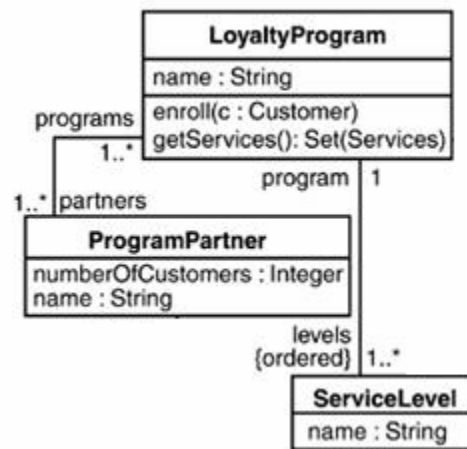 LoyaltyProgram
name : String
enroll(c : Customer)
getServices(): Set(Services)
programs
1..*
program 1
1..* partners
ProgramPartner
numberOfCustomers : Integer
name : String
levels
{ordered} 1..*
ServiceLevel
name : String